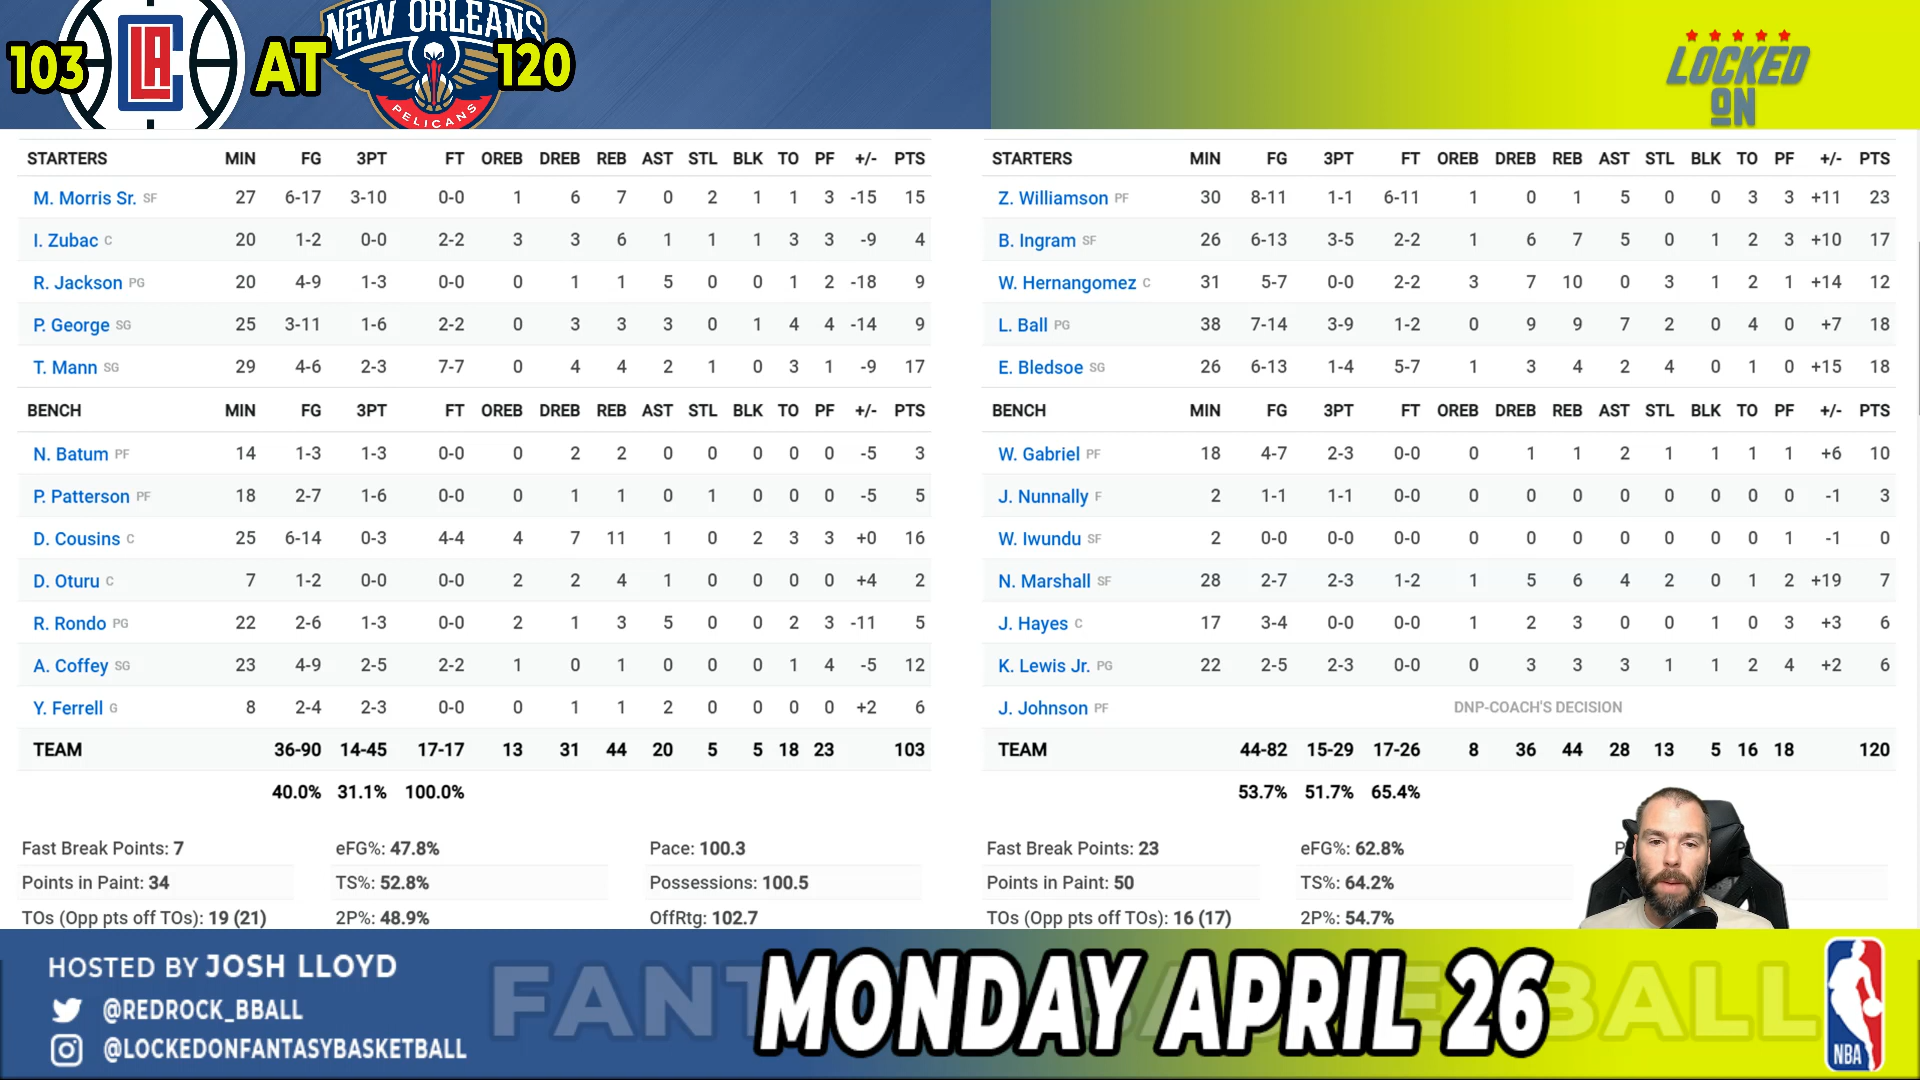 103 LA AT NEW ORLEANS PELICANS 120
LOCKED ON
STARTERS MIN FG 3PT FT OREB DREB REB AST STL BLK TO PF +/- PTS
M. Morris Sr. SF 27 6-17 3-10 0-0 1 6 7 0 2 1 1 3 -15 15
I. Zubac C 20 1-2 0-0 2-2 3 3 6 1 1 1 3 3 -9 4
R. Jackson PG 20 4-9 1-3 0-0 0 1 1 5 0 0 1 2 -18 9
P. George SG 25 3-11 1-6 2-2 0 3 3 3 0 1 4 4 -14 9
T. Mann SG 29 4-6 2-3 7-7 0 4 4 2 1 0 3 1 -9 17
BENCH MIN FG 3PT FT OREB DREB REB AST STL BLK TO PF +/- PTS
N. Batum PF 14 1-3 1-3 0-0 0 2 2 0 0 0 0 0 -5 3
P. Patterson PF 18 2-7 1-6 0-0 0 1 1 0 1 0 0 0 -5 5
D. Cousins C 25 6-14 0-3 4-4 4 7 11 1 0 2 3 3 +0 16
D. Oturu C 7 1-2 0-0 0-0 2 2 4 1 0 0 0 0 +4 2
R. Rondo PG 22 2-6 1-3 0-0 2 1 3 5 0 0 2 3 -11 5
A. Coffey SG 23 4-9 2-5 2-2 1 0 1 0 0 0 1 4 -5 12
Y. Ferrell G 8 2-4 2-3 0-0 0 1 1 2 0 0 0 0 +2 6
TEAM 36-90 14-45 17-17 13 31 44 20 5 5 18 23 103
40.0% 31.1% 100.0%
Fast Break Points: 7 eFG%: 47.8% Pace: 100.3
Points in Paint: 34 TS%: 52.8% Possessions: 100.5
TOs (Opp pts off TOs): 19 (21) 2P%: 48.9% OffRtg: 102.7
STARTERS MIN FG 3PT FT OREB DREB REB AST STL BLK TO PF +/- PTS
Z. Williamson PF 30 8-11 1-1 6-11 1 0 1 5 0 0 3 3 +11 23
B. Ingram SF 26 6-13 3-5 2-2 1 6 7 5 0 1 2 3 +10 17
W. Hernangomez C 31 5-7 0-0 2-2 3 7 10 0 3 1 2 1 +14 12
L. Ball PG 38 7-14 3-9 1-2 0 9 9 7 2 0 4 0 +7 18
E. Bledsoe SG 26 6-13 1-4 5-7 1 3 4 2 4 0 1 0 +15 18
BENCH MIN FG 3PT FT OREB DREB REB AST STL BLK TO PF +/- PTS
W. Gabriel PF 18 4-7 2-3 0-0 0 1 1 2 1 1 1 1 +6 10
J. Nunnally F 2 1-1 1-1 0-0 0 0 0 0 0 0 0 0 -1 3
W. Iwundu SF 2 0-0 0-0 0-0 0 0 0 0 0 0 0 1 -1 0
N. Marshall SF 28 2-7 2-3 1-2 1 5 6 4 2 0 1 2 +19 7
J. Hayes C 17 3-4 0-0 0-0 1 2 3 0 0 1 0 3 +3 6
K. Lewis Jr. PG 22 2-5 2-3 0-0 0 3 3 3 1 1 2 4 +2 6
J. Johnson PF DNP-COACH'S DECISION
TEAM 44-82 15-29 17-26 8 36 44 28 13 5 16 18 120
53.7% 51.7% 65.4%
Fast Break Points: 23 eFG%: 62.8%
Points in Paint: 50 TS%: 64.2%
TOs (Opp pts off TOs): 16 (17) 2P%: 54.7%
HOSTED BY JOSH LLOYD
@REDROCK_BBALL
@LOCKEDONFANTASYBASKETBALL
MONDAY APRIL 26
NBA